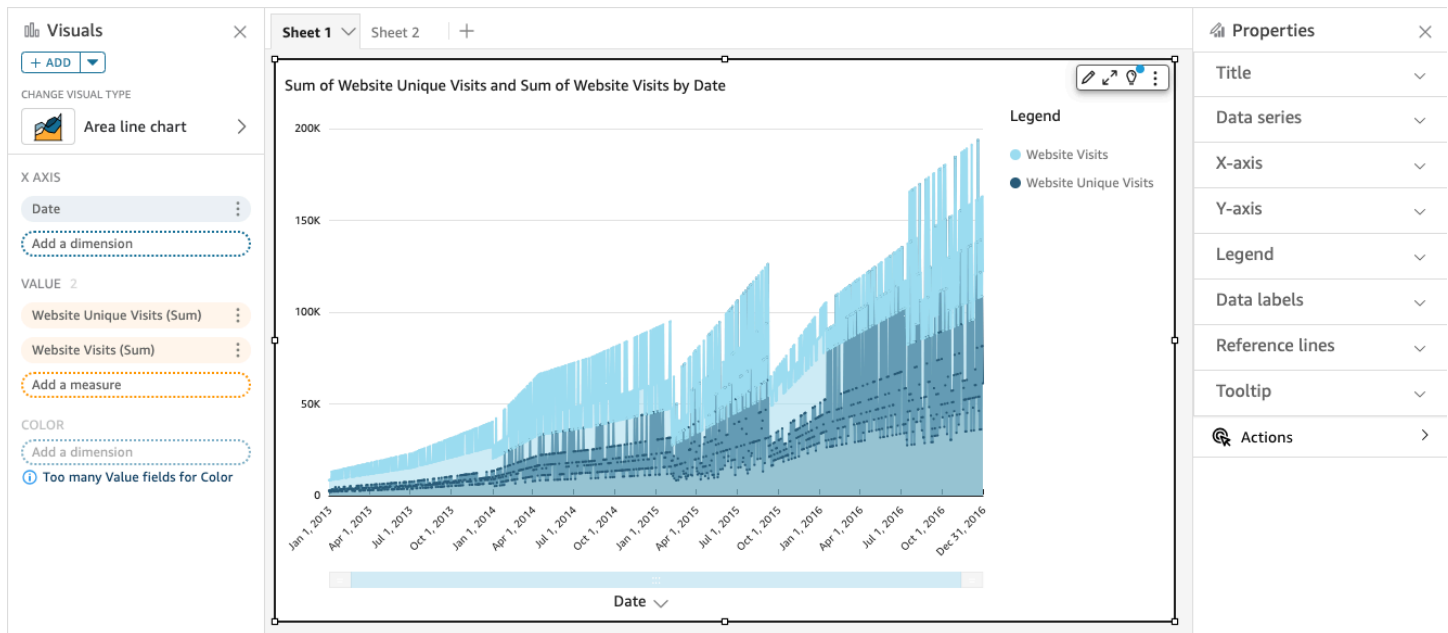 Visuals
+ ADD
CHANGE VISUAL TYPE
Area line chart
X AXIS
Date
Add a dimension
VALUE 2
Website Unique Visits (Sum)
Website Visits (Sum)
Add a measure
COLOR
Add a dimension
Too many Value fields for Color
Sheet 1
Sheet 2
Sum of Website Unique Visits and Sum of Website Visits by Date
200K
150K
100K
50K
0
Jan 1, 2013
Apr 1, 2013
Jul 1, 2013
Oct 1, 2013
Jan 1, 2014
Apr 1, 2014
Jul 1, 2014
Oct 1, 2014
Jan 1, 2015
Apr 1, 2015
Jul 1, 2015
Oct 1, 2015
Jan 1, 2016
Apr 1, 2016
Jul 1, 2016
Oct 1, 2016
Dec 31, 2016
Date
Legend
Website Visits
Website Unique Visits
Properties
Title
Data series
X-axis
Y-axis
Legend
Data labels
Reference lines
Tooltip
Actions